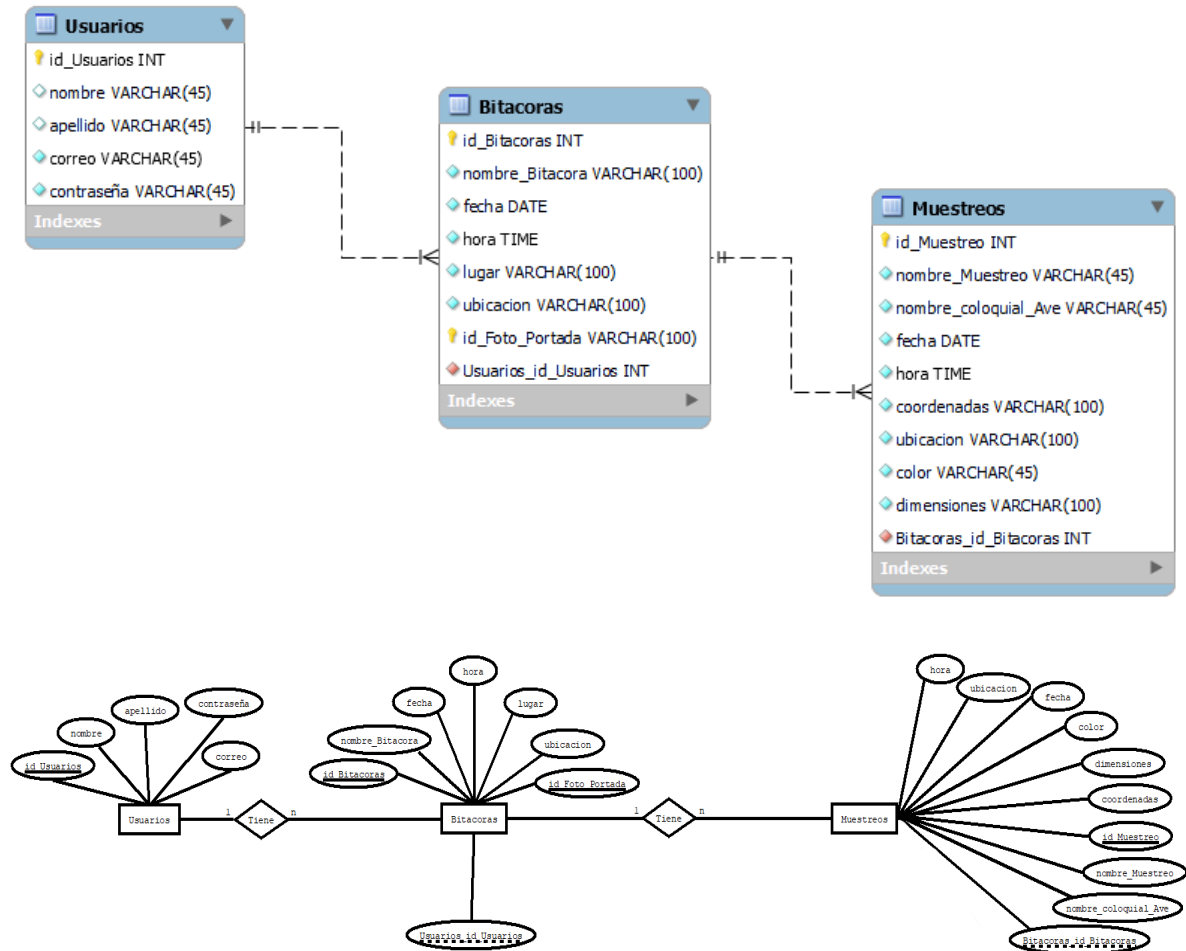 Usuarios
id_Usuarios INT
nombre VARCHAR(45)
apellido VARCHAR(45)
correo VARCHAR(45)
contraseña VARCHAR(45)
Indexes
Bitacoras
id_Bitacoras INT
nombre_Bitacora VARCHAR(100)
fecha DATE
hora TIME
lugar VARCHAR(100)
ubicacion VARCHAR(100)
id_Foto_Portada VARCHAR(100)
Usuarios_id_Usuarios INT
Indexes
Muestreos
id_Muestreo INT
nombre_Muestreo VARCHAR(45)
nombre_coloquial_Ave VARCHAR(45)
fecha DATE
hora TIME
coordenadas VARCHAR(100)
ubicacion VARCHAR(100)
color VARCHAR(45)
dimensiones VARCHAR(100)
Bitacoras_id_Bitacoras INT
Indexes
id_Usuarios
nombre
apellido
contraseña
correo
Usuarios
1
Tiene
n
id_Bitacoras
nombre_Bitacora
fecha
hora
lugar
ubicacion
id_Foto_Portada
Bitacoras
Usuarios_id_Usuarios
1
Tiene
n
Muestreos
hora
ubicacion
fecha
color
dimensiones
coordenadas
id_Muestreo
nombre_Muestreo
nombre_coloquial_Ave
Bitacoras_id_Bitacoras